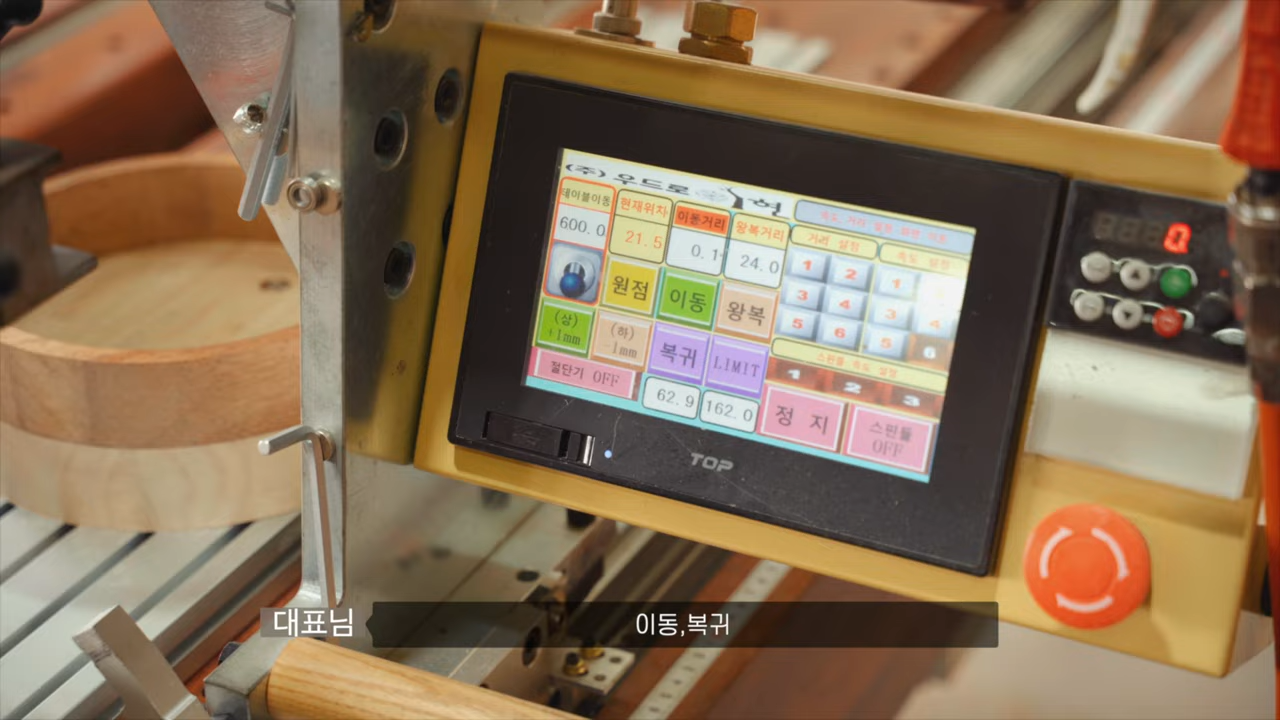 (주) 우드로 현
테이블이동 현재위치 이동거리 왕복거리
600.0 21.5 0.1 24.0
거리 설정 속도 설정
1 2 1
3 4 3 4
5 6 5 6
원점 이동 왕복
(상) +1mm (하) -1mm 복귀 LIMIT
스핀들 속도 설정
1 2 3
절단기 OFF 62.9 162.0 정지 스핀들 OFF
TOP
대표님 이동,복귀